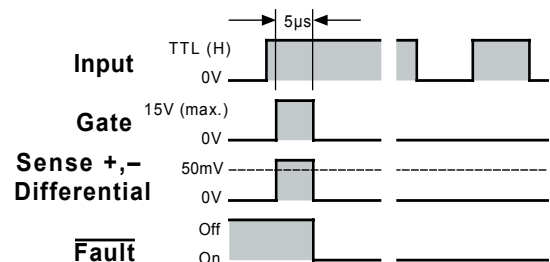 5µs
Input
TTL (H)
0V
Gate
15V (max.)
0V
Sense +,–
Differential
50mV
0V
Fault
Off
On